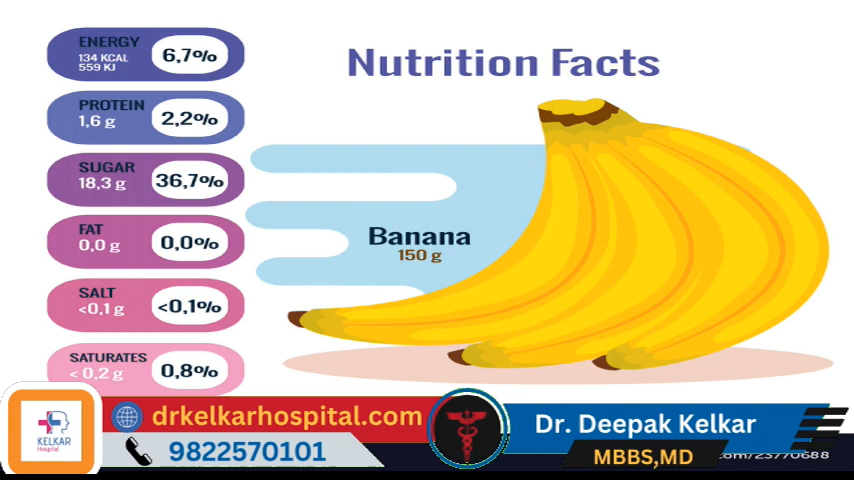 Nutrition Facts
ENERGY
134 KCAL
559 KJ
6,7%
PROTEIN
1,6 g
2,2%
SUGAR
18,3 g
36,7%
FAT
0,0 g
0,0%
SALT
<0,1 g
<0,1%
SATURATES
< 0,2 g
0,8%
Banana
150 g
KELKAR
Hospital
drkelkarhospital.com
9822570101
Dr. Deepak Kelkar
MBBS,MD
.com/23770688